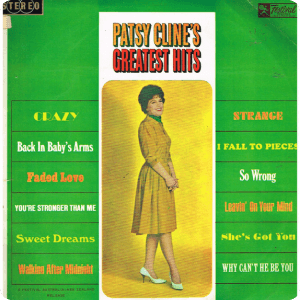 STEREO
Festival
PATSY CLINE'S
GREATEST HITS
CRAZY
Back In Baby's Arms
Faded Love
YOU'RE STRONGER THAN ME
Sweet Dreams
Walkin After Midnight
STRANGE
I FALL TO PIECES
So Wrong
Leavin' On Your Mind
She's Got You
WHY CAN'T HE BE YOU